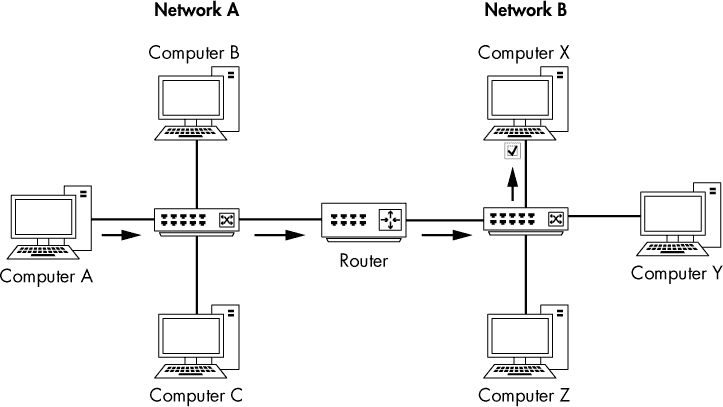 Network A
Network B
Computer B
Computer X
Computer A
Router
Computer Y
Computer C
Computer Z